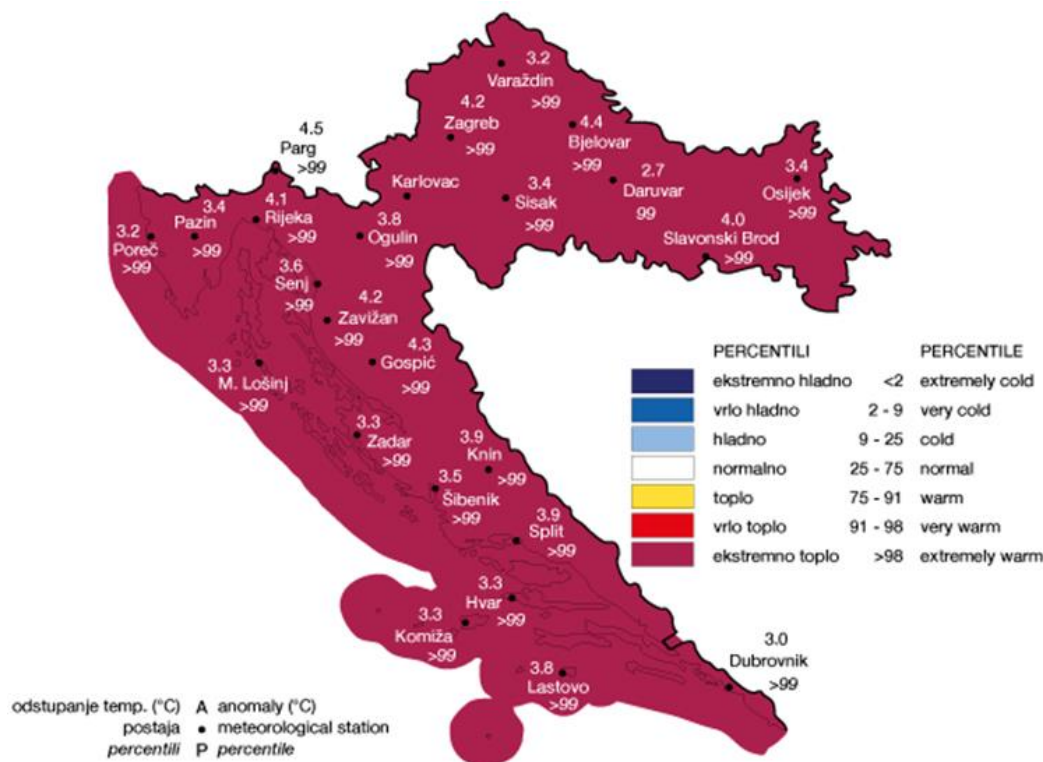 3.2
Varaždin
>99
4.2
Zagreb
>99
4.4
Bjelovar
>99
4.5
Parg
>99
2.7
Daruvar
99
3.4
Osijek
>99
Karlovac
3.4
Sisak
>99
4.0
Slavonski Brod
>99
3.2
Poreč
>99
3.4
Pazin
>99
4.1
Rijeka
>99
3.8
Ogulin
>99
3.6
Senj
>99
4.2
Zavižan
>99
4.3
Gospić
>99
3.3
M. Lošinj
>99
3.3
Zadar
>99
3.9
Knin
>99
3.5
Šibenik
>99
3.9
Split
>99
3.3
Hvar
>99
3.3
Komiža
>99
3.8
Lastovo
>99
3.0
Dubrovnik
>99
PERCENTILI PERCENTILE
ekstremno hladno <2 extremely cold
vrlo hladno 2 - 9 very cold
hladno 9 - 25 cold
normalno 25 - 75 normal
toplo 75 - 91 warm
vrlo toplo 91 - 98 very warm
ekstremno toplo >98 extremely warm
odstupanje temp. (°C) A anomaly (°C)
postaja • meteorological station
percentili P percentile